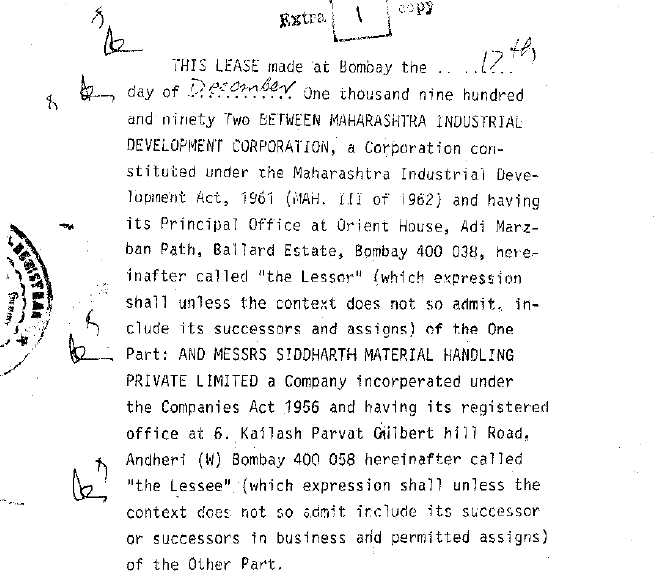 Extra 1 copy
THIS LEASE made at Bombay the .. ..17th..
day of December. One thousand nine hundred
and ninety Two BETWEEN MAHARASHTRA INDUSTRIAL
DEVELOPMENT CORPORATION, a Corporation con-
stituted under the Maharashtra Industrial Deve-
lopment Act, 1961 (MAH. III of 1962) and having
its Principal Office at Orient House, Adi Marz-
ban Path, Ballard Estate, Bombay 400 038, here-
inafter called "the Lessor" (which expression
shall unless the context does not so admit, in-
clude its successors and assigns) of the One
Part: AND MESSRS SIDDHARTH MATERIAL HANDLING
PRIVATE LIMITED a Company incorperated under
the Companies Act 1956 and having its registered
office at 6. Kailash Parvat Gilbert hill Road,
Andheri (W) Bombay 400 058 hereinafter called
"the Lessee" (which expression shall unless the
context does not so admit include its successor
or successors in business and permitted assigns)
of the Other Part.
REGISTRAR